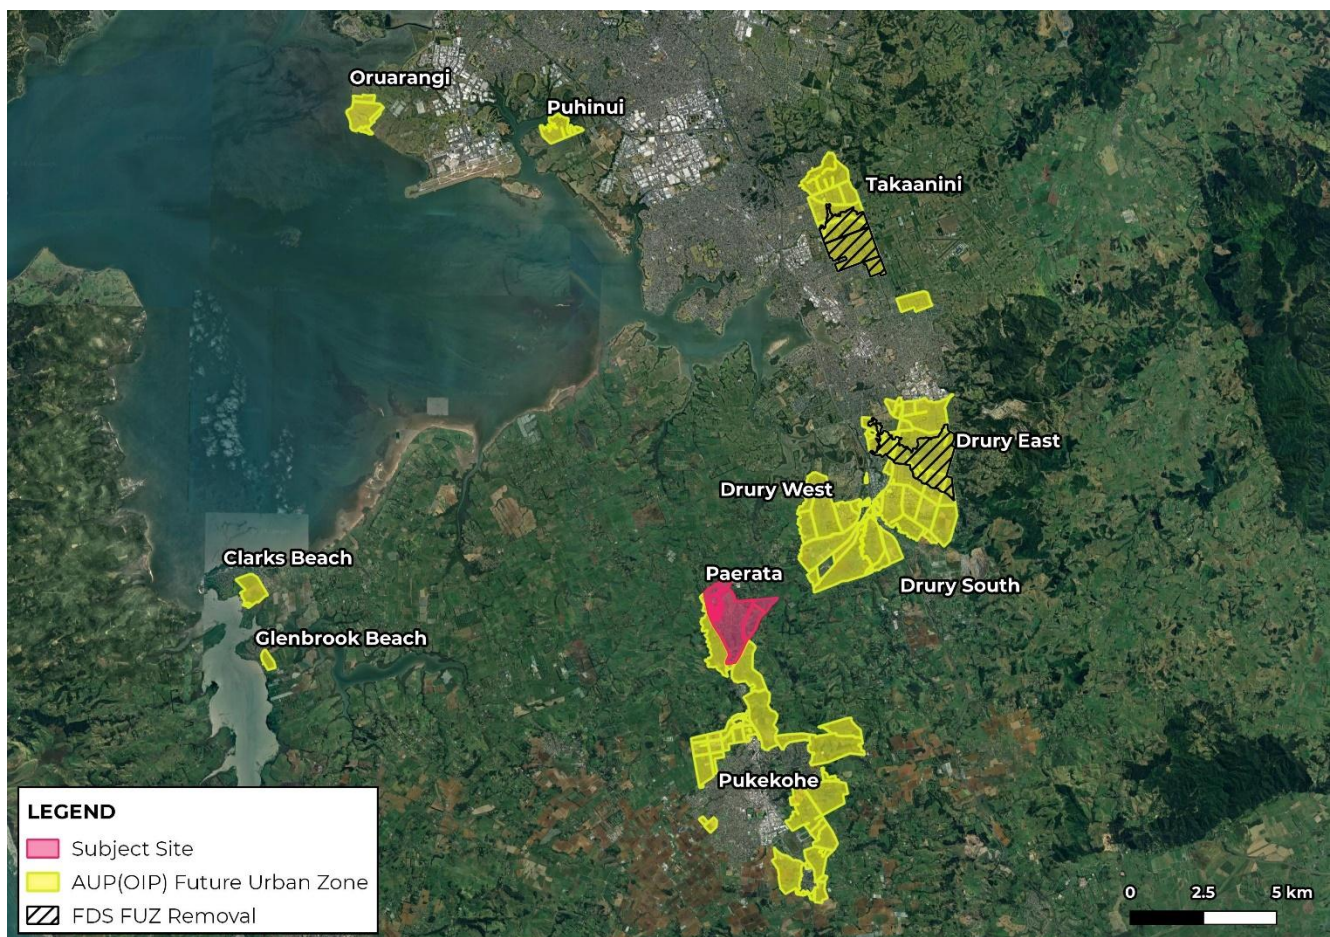 Oruarangi
Puhinui
Takaanini
Drury East
Drury West
Clarks Beach
Paerata
Drury South
Glenbrook Beach
Pukekohe
LEGEND
Subject Site
AUP(OIP) Future Urban Zone
FDS FUZ Removal
0 2.5 5 km